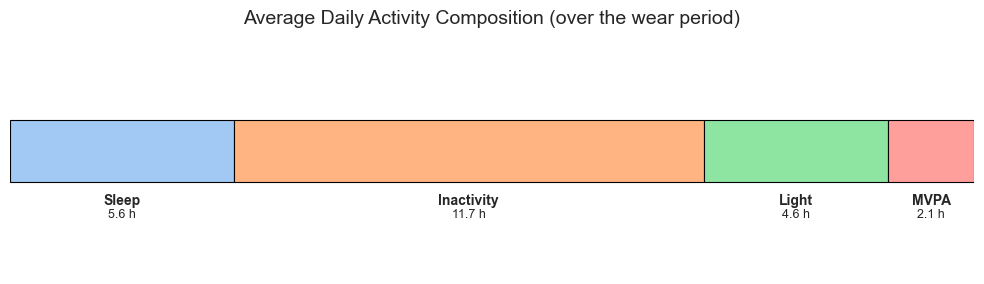 Average Daily Activity Composition (over the wear period)
Sleep
5.6 h
Inactivity
11.7 h
Light
4.6 h
MVPA
2.1 h